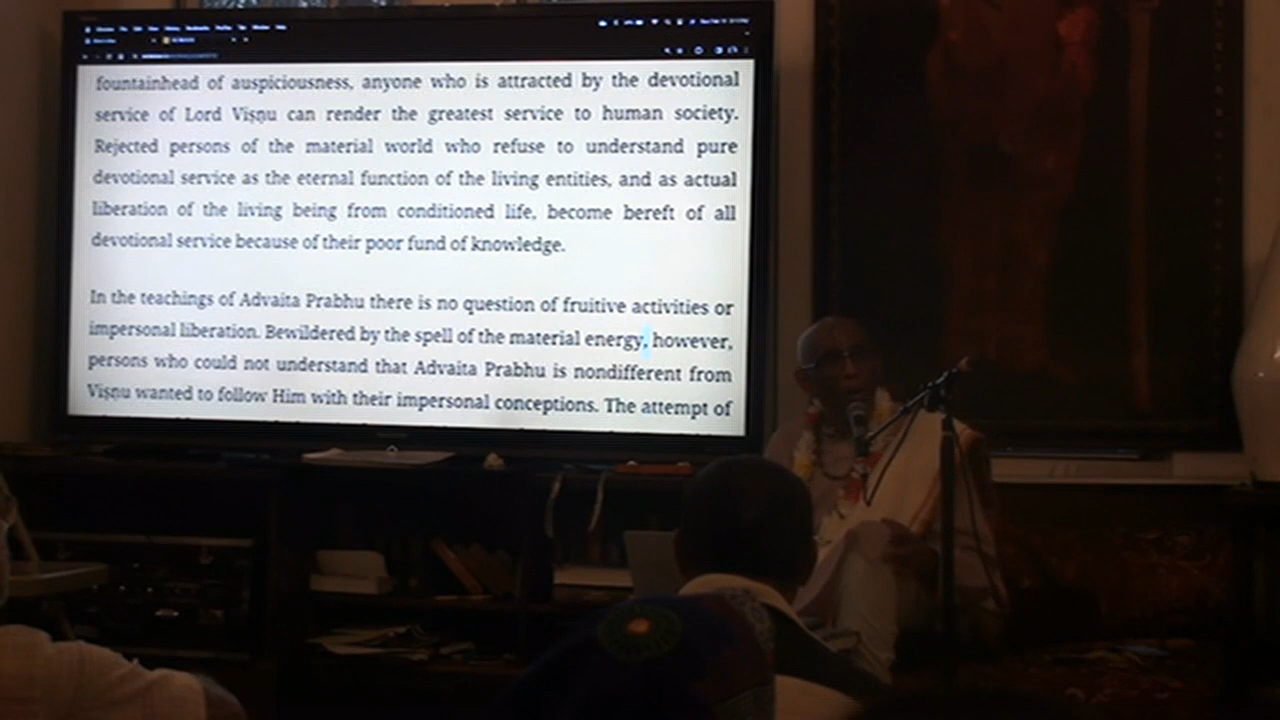 fountainhead of auspiciousness, anyone who is attracted by the devotional
service of Lord Viṣṇu can render the greatest service to human society.
Rejected persons of the material world who refuse to understand pure
devotional service as the eternal function of the living entities, and as actual
liberation of the living being from conditioned life, become bereft of all
devotional service because of their poor fund of knowledge.
In the teachings of Advaita Prabhu there is no question of fruitive activities or
impersonal liberation. Bewildered by the spell of the material energy, however,
persons who could not understand that Advaita Prabhu is nondifferent from
Viṣṇu wanted to follow Him with their impersonal conceptions. The attempt of